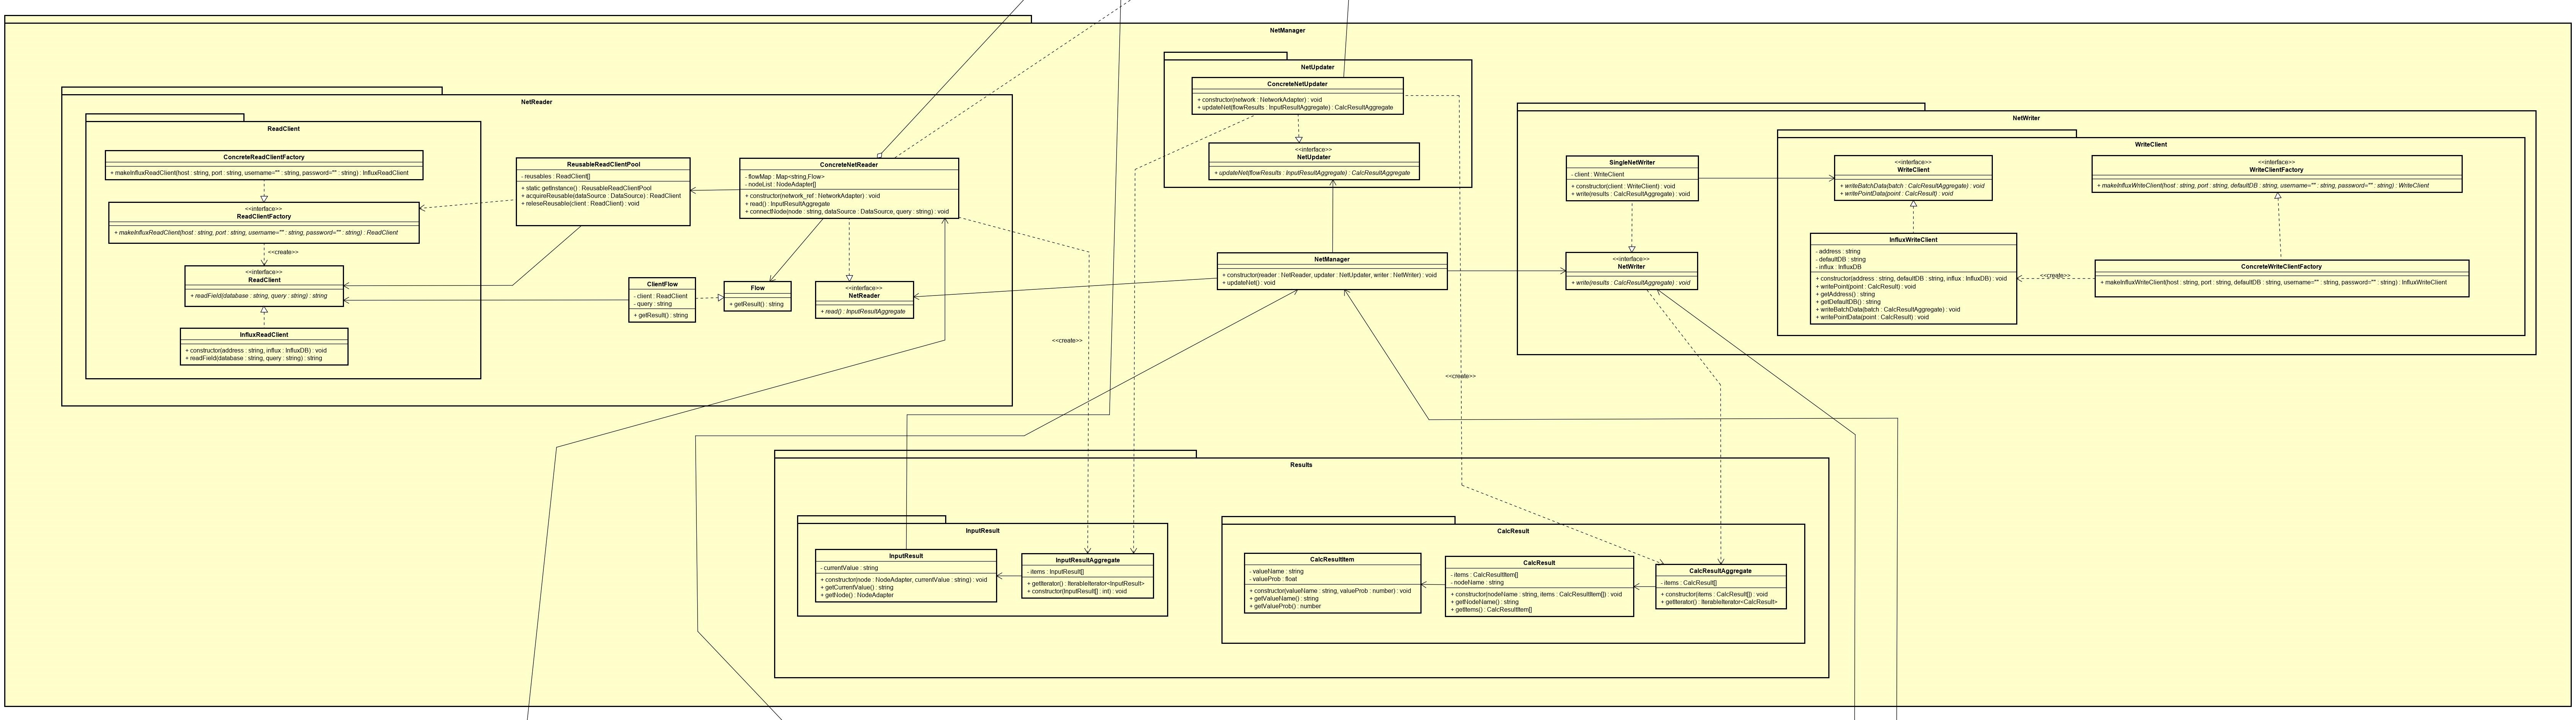 NetManager
NetReader
ReadClient
ConcreteReadClientFactory
+ makeInfluxReadClient(host : string, port : string, username="" : string, password="" : string) : InfluxReadClient
<<interface>>
ReadClientFactory
+ makeInfluxReadClient(host : string, port : string, username="" : string, password="" : string) : ReadClient
<<create>>
<<interface>>
ReadClient
+ readField(database : string, query : string) : string
InfluxReadClient
+ constructor(address : string, influx : InfluxDB) : void
+ readField(database : string, query : string) : string
ReusableReadClientPool
- reusables : ReadClient[]
+ static getInstance() : ReusableReadClientPool
+ acquireReusable(dataSource : DataSource) : ReadClient
+ releseReusable(client : ReadClient) : void
ConcreteNetReader
- flowMap : Map<string,Flow>
- nodeList : NodeAdapter[]
+ constructor(network_ref : NetworkAdapter) : void
+ read() : InputResultAggregate
+ connectNode(node : string, dataSource : DataSource, query : string) : void
ClientFlow
- client : ReadClient
- query : string
+ getResult() : string
Flow
+ getResult() : string
<<interface>>
NetReader
+ read() : InputResultAggregate
<<create>>
NetUpdater
ConcreteNetUpdater
+ constructor(network : NetworkAdapter) : void
+ updateNet(flowResults : InputResultAggregate) : CalcResultAggregate
<<interface>>
NetUpdater
+ updateNet(flowResults : InputResultAggregate) : CalcResultAggregate
NetManager
+ constructor(reader : NetReader, updater : NetUpdater, writer : NetWriter) : void
+ updateNet() : void
<<create>>
NetWriter
SingleNetWriter
- client : WriteClient
+ constructor(client : WriteClient) : void
+ write(results : CalcResultAggregate) : void
<<interface>>
NetWriter
+ write(results : CalcResultAggregate) : void
WriteClient
<<interface>>
WriteClient
+ writeBatchData(batch : CalcResultAggregate) : void
+ writePointData(point : CalcResult) : void
<<interface>>
WriteClientFactory
+ makeInfluxWriteClient(host : string, port : string, defaultDB : string, username="" : string, password="" : string) : WriteClient
InfluxWriteClient
- address : string
- defaultDB : string
- influx : InfluxDB
+ constructor(address : string, defaultDB : string, influx : InfluxDB) : void
+ writePoint(point : CalcResult) : void
+ getAddress() : string
+ getDefaultDB() : string
+ writeBatchData(batch : CalcResultAggregate) : void
+ writePointData(point : CalcResult) : void
<<create>>
ConcreteWriteClientFactory
+ makeInfluxWriteClient(host : string, port : string, defaultDB : string, username="" : string, password="" : string) : InfluxWriteClient
Results
InputResult
InputResult
- currentValue : string
+ constructor(node : NodeAdapter, currentValue : string) : void
+ getCurrentValue() : string
+ getNode() : NodeAdapter
InputResultAggregate
- items : InputResult[]
+ getIterator() : IterableIterator<InputResult>
+ constructor(InputResult[] : int) : void
CalcResult
CalcResultItem
- valueName : string
- valueProb : float
+ constructor(valueName : string, valueProb : number) : void
+ getValueName() : string
+ getValueProb() : number
CalcResult
- items : CalcResultItem[]
- nodeName : string
+ constructor(nodeName : string, items : CalcResultItem[]) : void
+ getNodeName() : string
+ getItems() : CalcResultItem[]
CalcResultAggregate
- items : CalcResult[]
+ constructor(items : CalcResult[]) : void
+ getIterator() : IterableIterator<CalcResult>